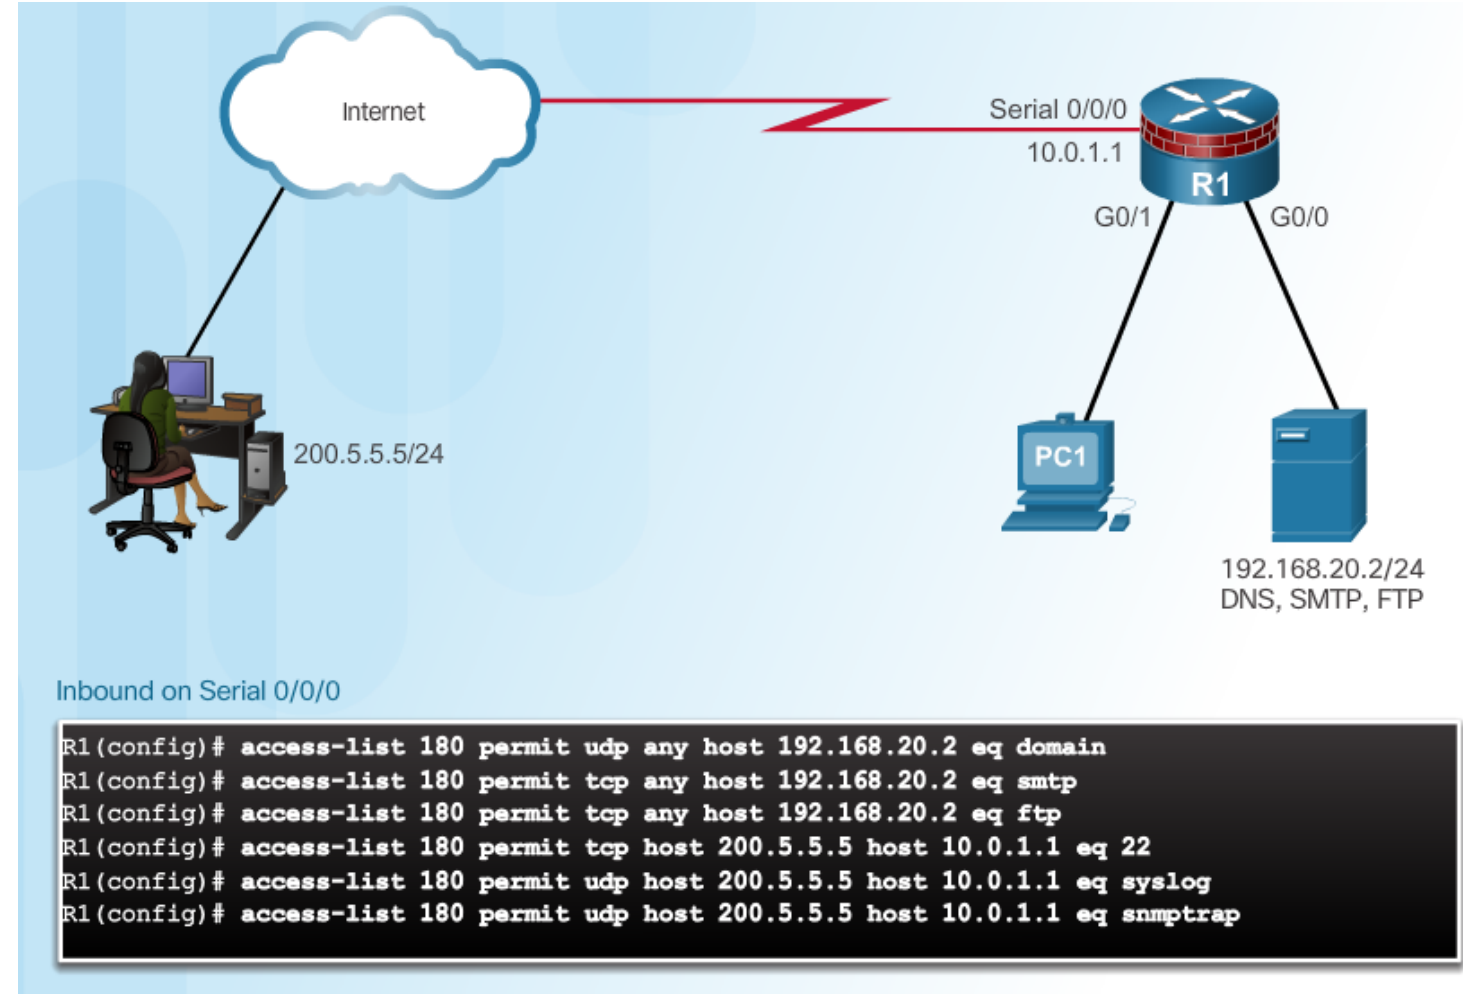 Internet
Serial 0/0/0
10.0.1.1
R1
G0/1
G0/0
200.5.5.5/24
PC1
192.168.20.2/24
DNS, SMTP, FTP
Inbound on Serial 0/0/0
R1(config)# access-list 180 permit udp any host 192.168.20.2 eq domain
R1(config)# access-list 180 permit tcp any host 192.168.20.2 eq smtp
R1(config)# access-list 180 permit tcp any host 192.168.20.2 eq ftp
R1(config)# access-list 180 permit tcp host 200.5.5.5 host 10.0.1.1 eq 22
R1(config)# access-list 180 permit udp host 200.5.5.5 host 10.0.1.1 eq syslog
R1(config)# access-list 180 permit udp host 200.5.5.5 host 10.0.1.1 eq snmptrap